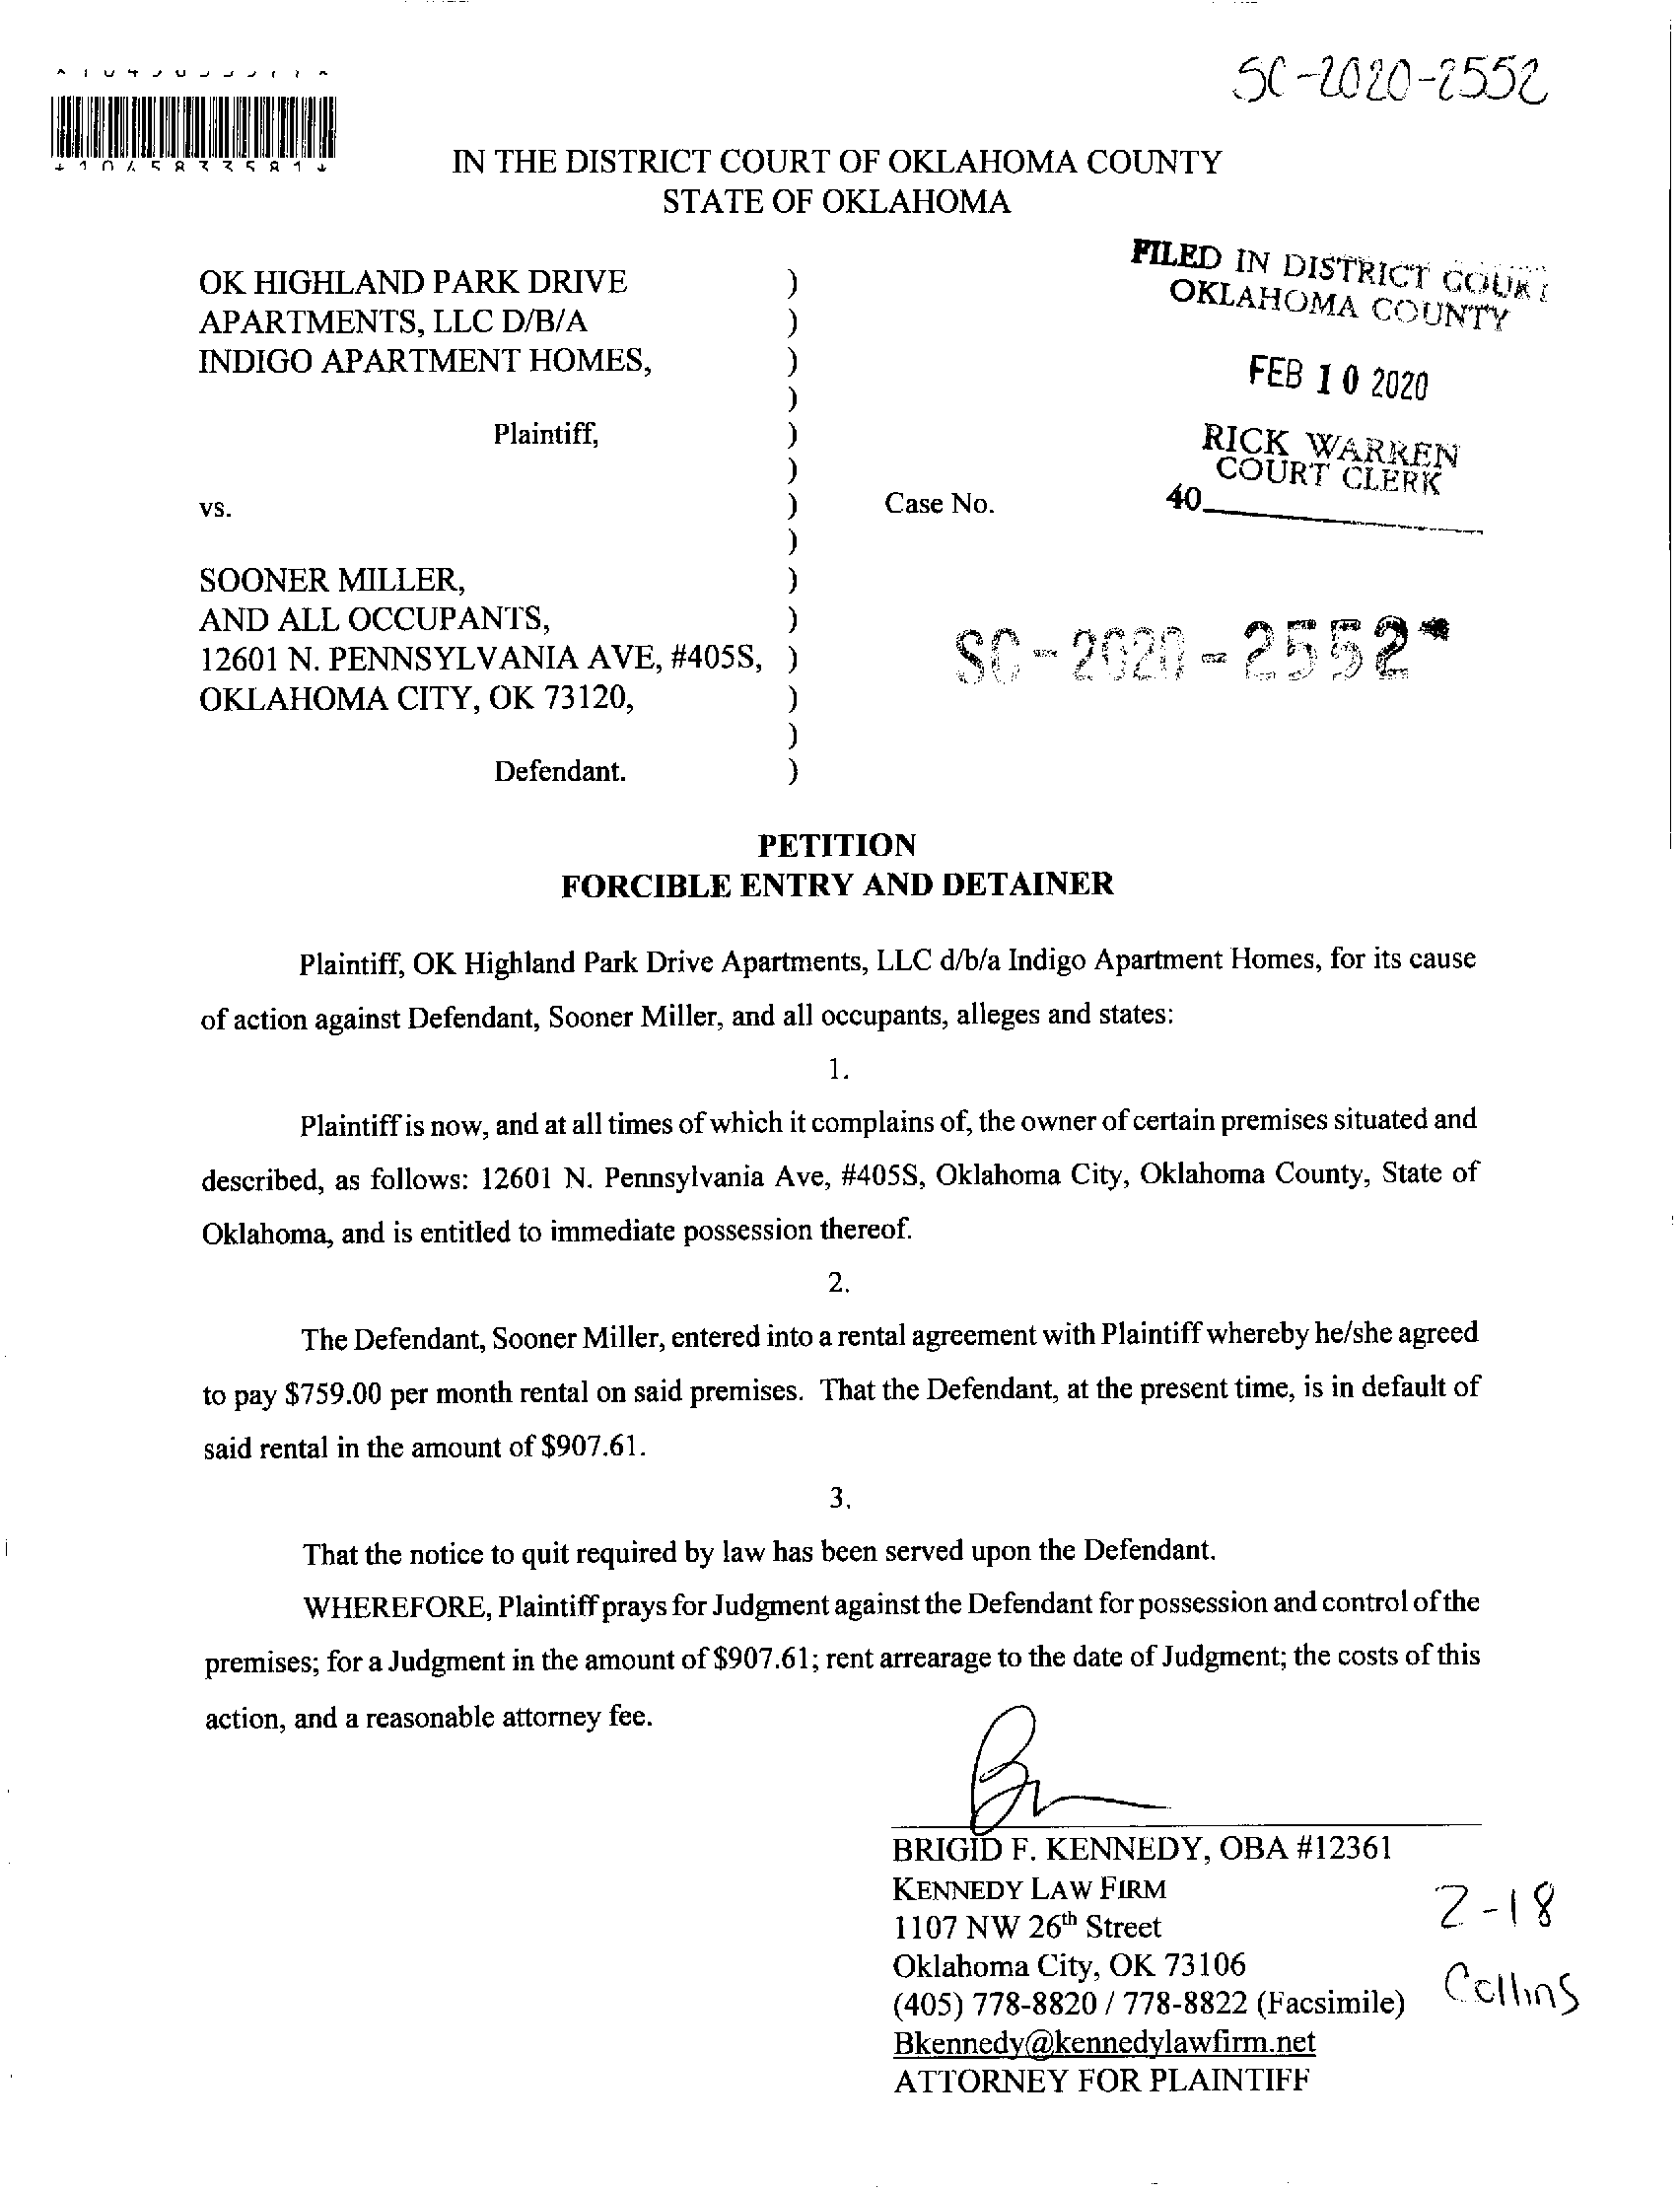 SC-2020-2552
*1045833581*
IN THE DISTRICT COURT OF OKLAHOMA COUNTY
STATE OF OKLAHOMA
FILED IN DISTRICT COURT
OKLAHOMA COUNTY
FEB 10 2020
RICK WARREN
COURT CLERK
40
OK HIGHLAND PARK DRIVE )
APARTMENTS, LLC D/B/A )
INDIGO APARTMENT HOMES, )
)
Plaintiff, )
)
vs. ) Case No.
)
SOONER MILLER, )
AND ALL OCCUPANTS, )
12601 N. PENNSYLVANIA AVE, #405S, ) SC-2020-2552
OKLAHOMA CITY, OK 73120, )
)
Defendant. )
PETITION
FORCIBLE ENTRY AND DETAINER
Plaintiff, OK Highland Park Drive Apartments, LLC d/b/a Indigo Apartment Homes, for its cause
of action against Defendant, Sooner Miller, and all occupants, alleges and states:
1.
Plaintiff is now, and at all times of which it complains of, the owner of certain premises situated and
described, as follows: 12601 N. Pennsylvania Ave, #405S, Oklahoma City, Oklahoma County, State of
Oklahoma, and is entitled to immediate possession thereof.
2.
The Defendant, Sooner Miller, entered into a rental agreement with Plaintiff whereby he/she agreed
to pay $759.00 per month rental on said premises. That the Defendant, at the present time, is in default of
said rental in the amount of $907.61.
3.
That the notice to quit required by law has been served upon the Defendant.
WHEREFORE, Plaintiff prays for Judgment against the Defendant for possession and control of the
premises; for a Judgment in the amount of $907.61; rent arrearage to the date of Judgment; the costs of this
action, and a reasonable attorney fee.
BRIGID F. KENNEDY, OBA #12361
KENNEDY LAW FIRM
1107 NW 26th Street
Oklahoma City, OK 73106
(405) 778-8820 / 778-8822 (Facsimile)
Bkennedy@kennedylawfirm.net
ATTORNEY FOR PLAINTIFF
2-18
Collins